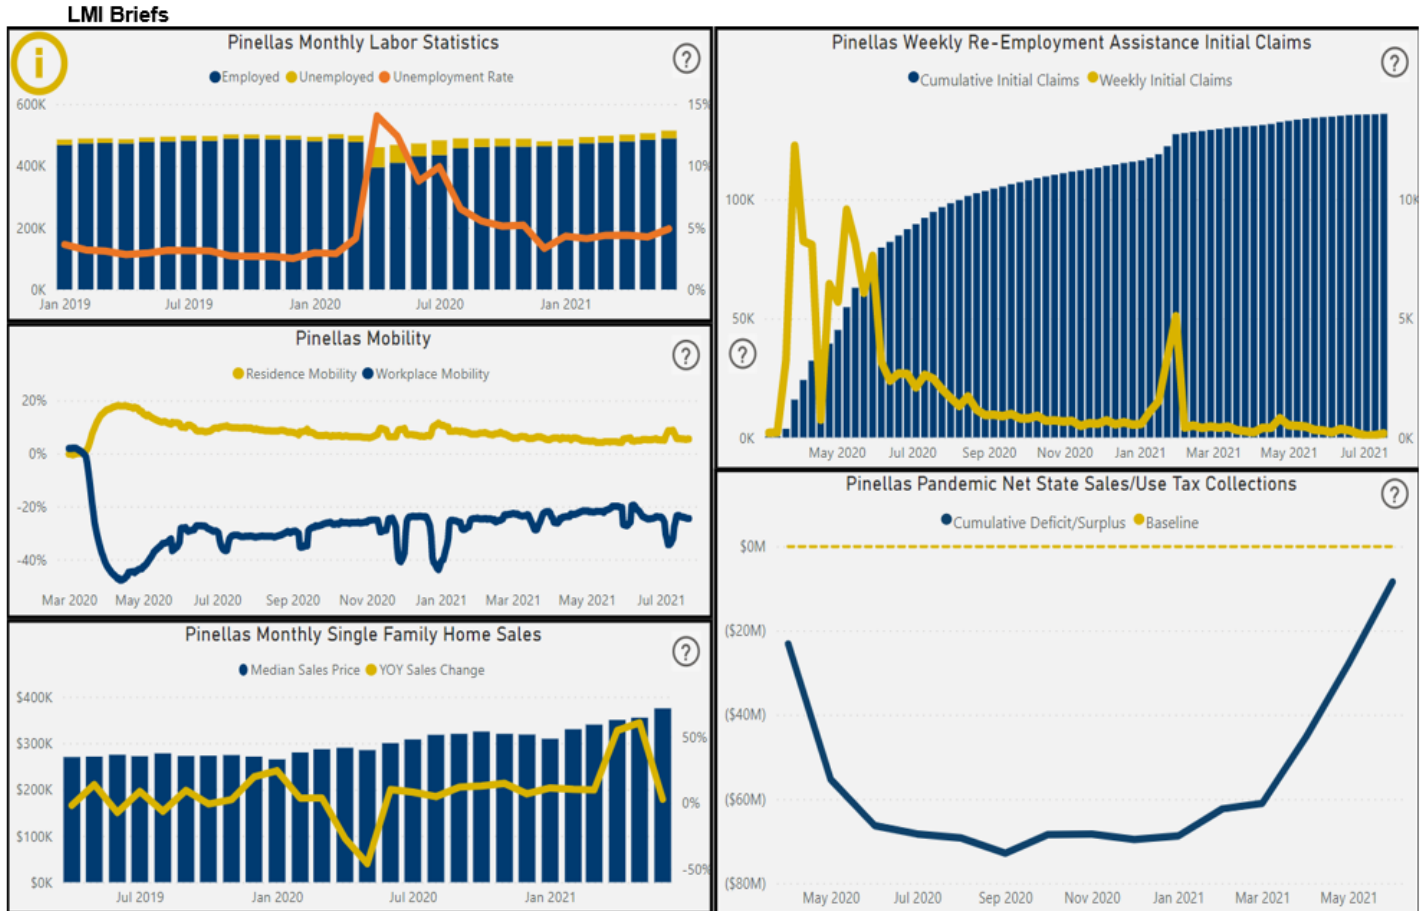 LMI Briefs
i
Pinellas Monthly Labor Statistics
?
Employed Unemployed Unemployment Rate
600K 15%
400K 10%
200K 5%
0K 0%
Jan 2019 Jul 2019 Jan 2020 Jul 2020 Jan 2021
Pinellas Mobility
?
Residence Mobility Workplace Mobility
20%
0%
-20%
-40%
Mar 2020 May 2020 Jul 2020 Sep 2020 Nov 2020 Jan 2021 Mar 2021 May 2021 Jul 2021
Pinellas Monthly Single Family Home Sales
?
Median Sales Price YOY Sales Change
$400K
$300K 50%
$200K 0%
$100K -50%
$0K
Jul 2019 Jan 2020 Jul 2020 Jan 2021
Pinellas Weekly Re-Employment Assistance Initial Claims
?
Cumulative Initial Claims Weekly Initial Claims
100K 10K
50K 5K
?
0K 0K
May 2020 Jul 2020 Sep 2020 Nov 2020 Jan 2021 Mar 2021 May 2021 Jul 2021
Pinellas Pandemic Net State Sales/Use Tax Collections
?
Cumulative Deficit/Surplus Baseline
$0M
($20M)
($40M)
($60M)
($80M)
May 2020 Jul 2020 Sep 2020 Nov 2020 Jan 2021 Mar 2021 May 2021